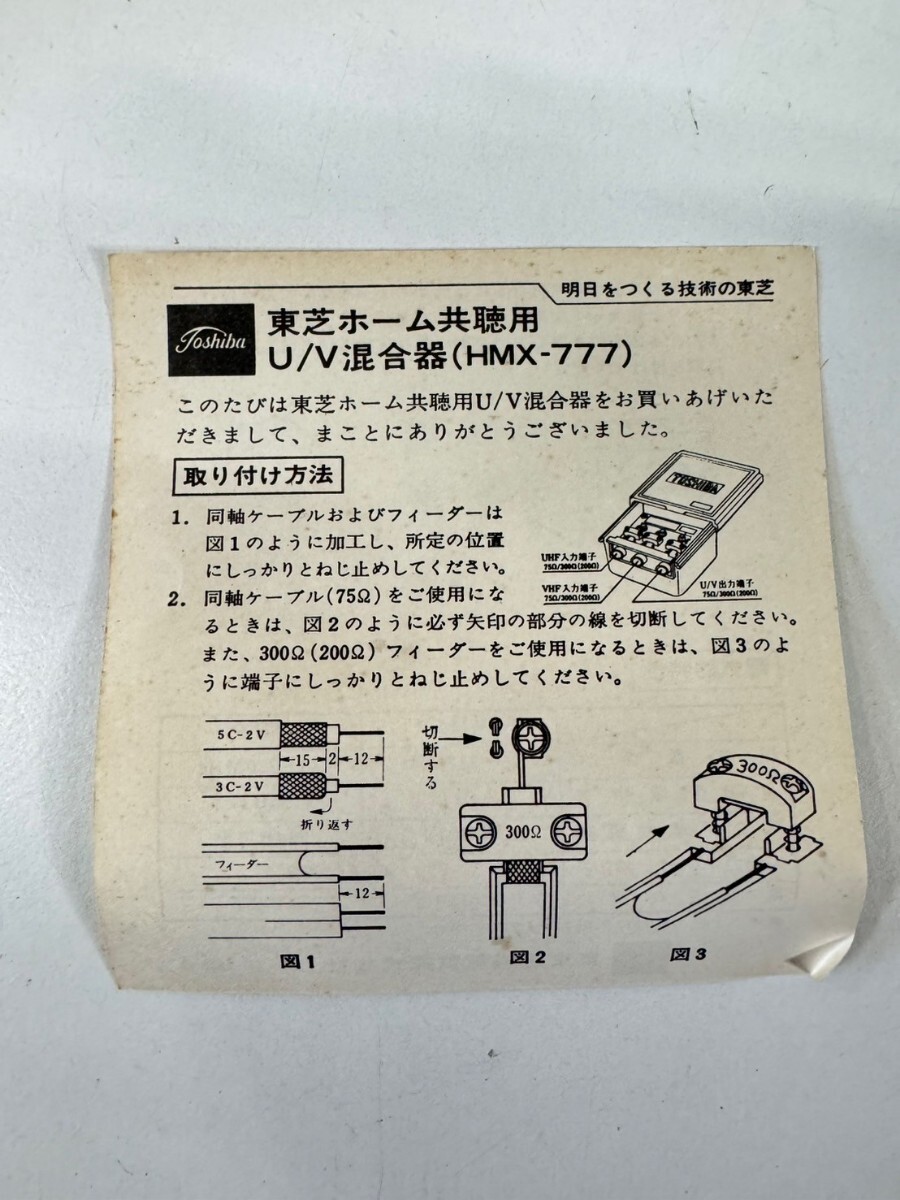 明日をつくる技術の東芝
Toshiba
東芝ホーム共聴用
U/V混合器(HMX-777)
このたびは東芝ホーム共聴用U/V混合器をお買いあげいた
だきまして、まことにありがとうございました。
取り付け方法
1. 同軸ケーブルおよびフィーダーは
図1のように加工し、所定の位置
にしっかりとねじ止めしてください。
TOSHIBA
UHF入力端子
75Ω/300Ω(200Ω)
VHF入力端子
75Ω/300Ω(200Ω)
U/V出力端子
75Ω/300Ω(200Ω)
2. 同軸ケーブル(75Ω)をご使用にな
るときは、図2のように必ず矢印の部分の線を切断してください。
また、300Ω(200Ω)フィーダーをご使用になるときは、図3のよ
うに端子にしっかりとねじ止めしてください。
5C-2V
15 2 12
3C-2V
折り返す
フィーダー
12
図1
切断する
300Ω
図2
300Ω
図3